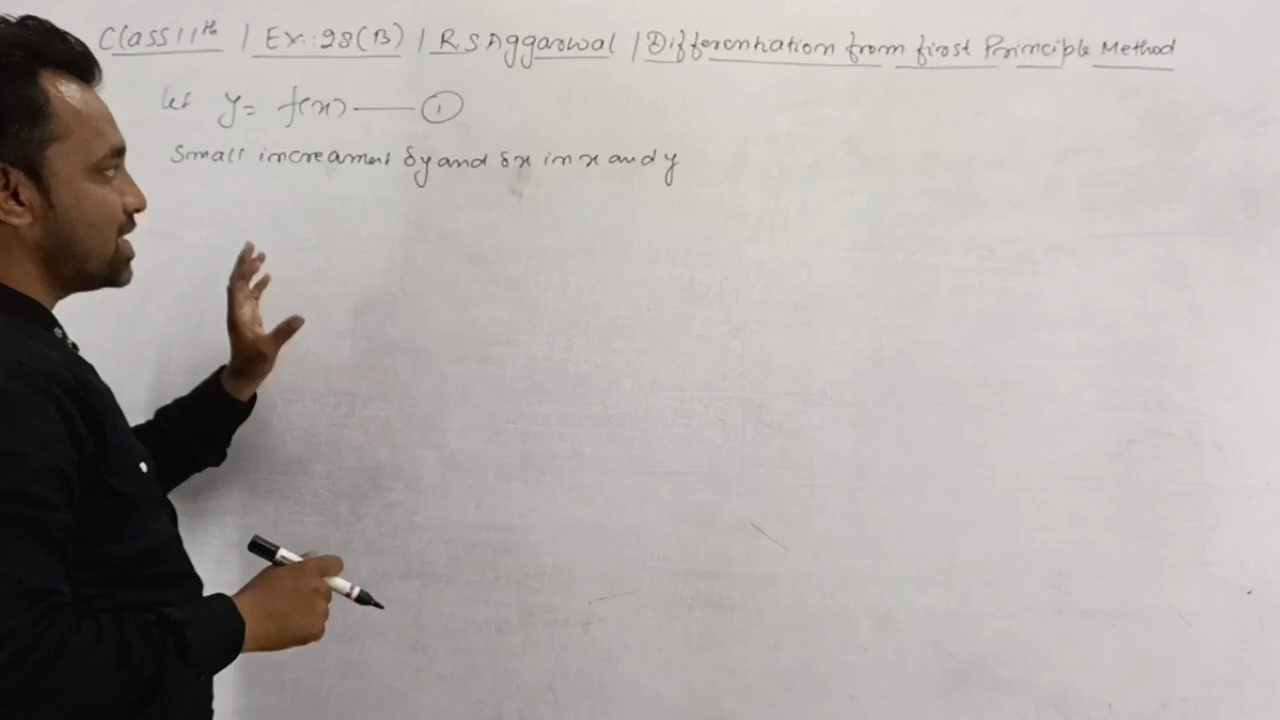 Class 11th | Ex.:28(B) | R.S Aggarwal | Differentiation from first Principle Method
let y = f(x) —— ①
Small increament δy and δx in x and y